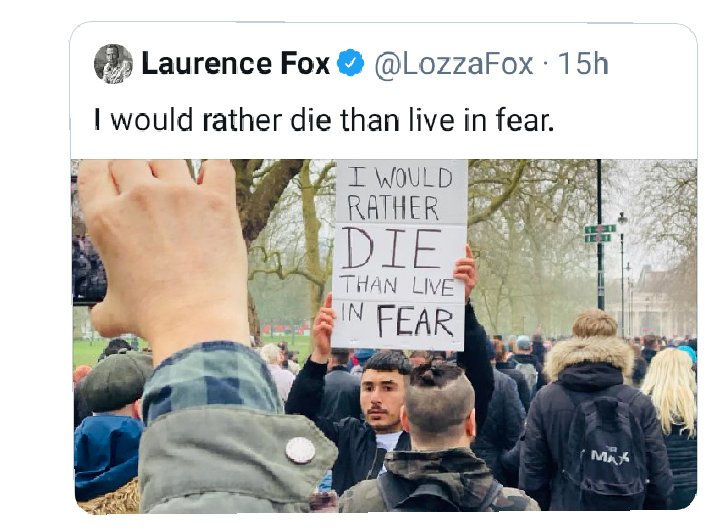 Laurence Fox @LozzaFox · 15h
I would rather die than live in fear.
I WOULD
RATHER
DIE
THAN LIVE
IN FEAR
MAX